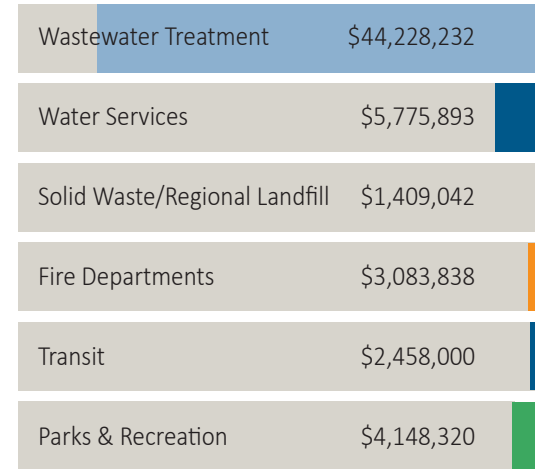 Wastewater Treatment $44,228,232
Water Services $5,775,893
Solid Waste/Regional Landfill $1,409,042
Fire Departments $3,083,838
Transit $2,458,000
Parks & Recreation $4,148,320